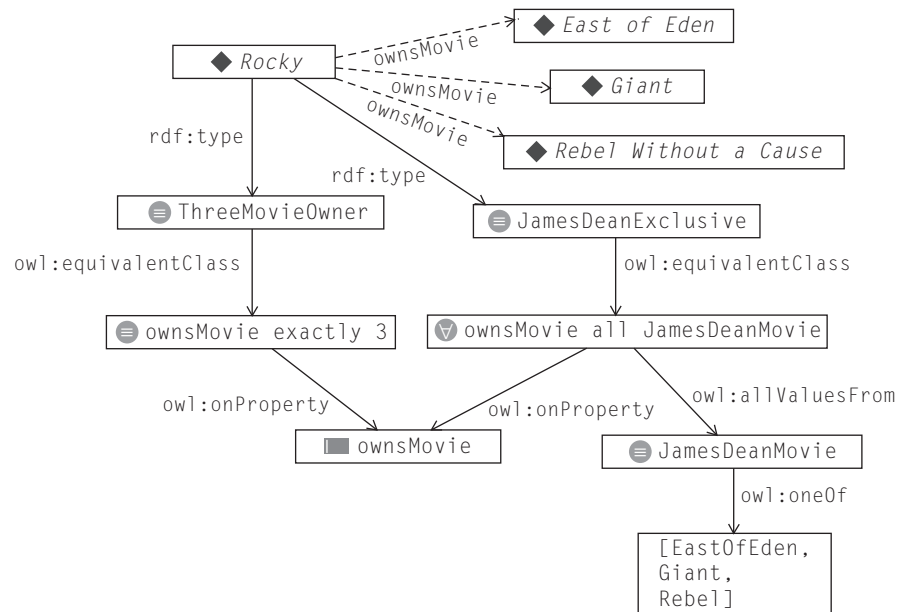 East of Eden
Rocky
ownsMovie
Giant
ownsMovie
ownsMovie
Rebel Without a Cause
rdf:type
rdf:type
ThreeMovieOwner
JamesDeanExclusive
owl:equivalentClass
owl:equivalentClass
ownsMovie exactly 3
ownsMovie all JamesDeanMovie
owl:onProperty
owl:onProperty
owl:allValuesFrom
ownsMovie
JamesDeanMovie
owl:oneOf
[EastOfEden,
Giant,
Rebel]